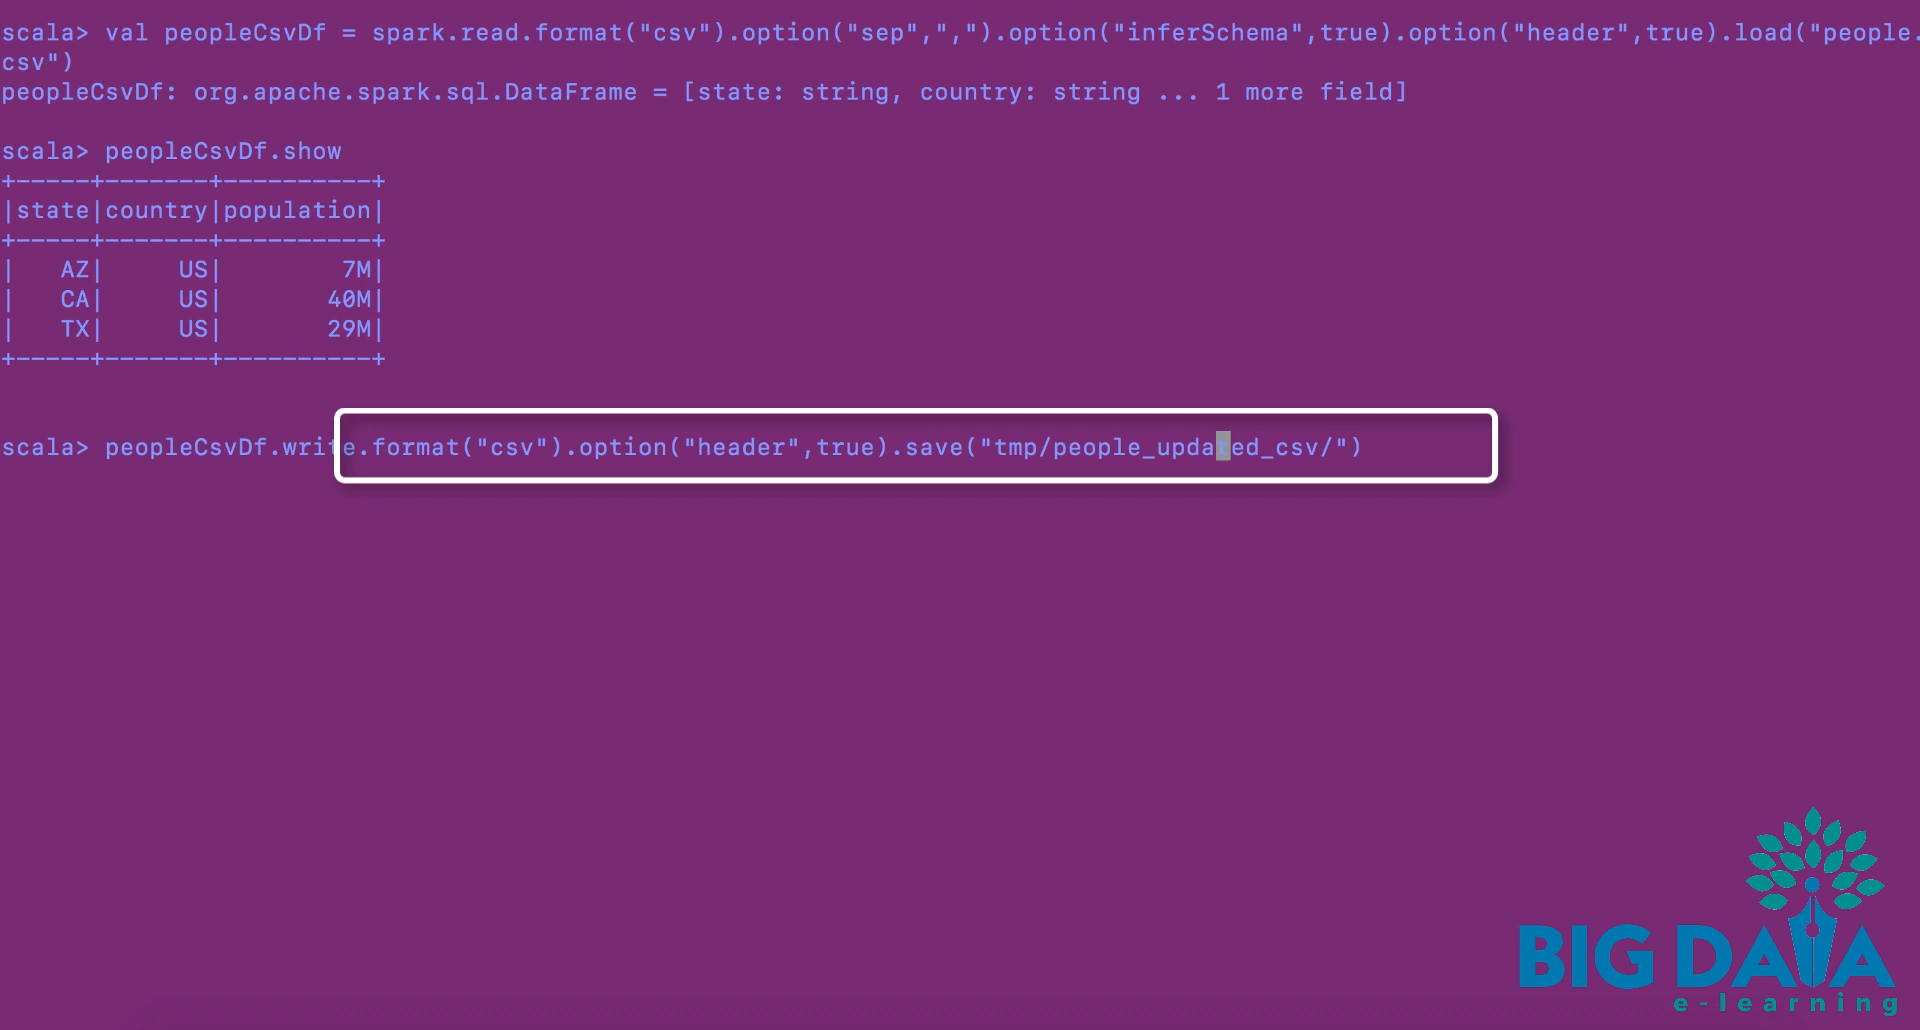 scala> val peopleCsvDf = spark.read.format("csv").option("sep",",").option("inferSchema",true).option("header",true).load("people.
csv")
peopleCsvDf: org.apache.spark.sql.DataFrame = [state: string, country: string ... 1 more field]
scala> peopleCsvDf.show
+-----+-------+----------+
|state|country|population|
+-----+-------+----------+
|   AZ|     US|        7M|
|   CA|     US|       40M|
|   TX|     US|       29M|
+-----+-------+----------+
scala> peopleCsvDf.write.format("csv").option("header",true).save("tmp/people_updated_csv/")
BIG DATA
e-learning